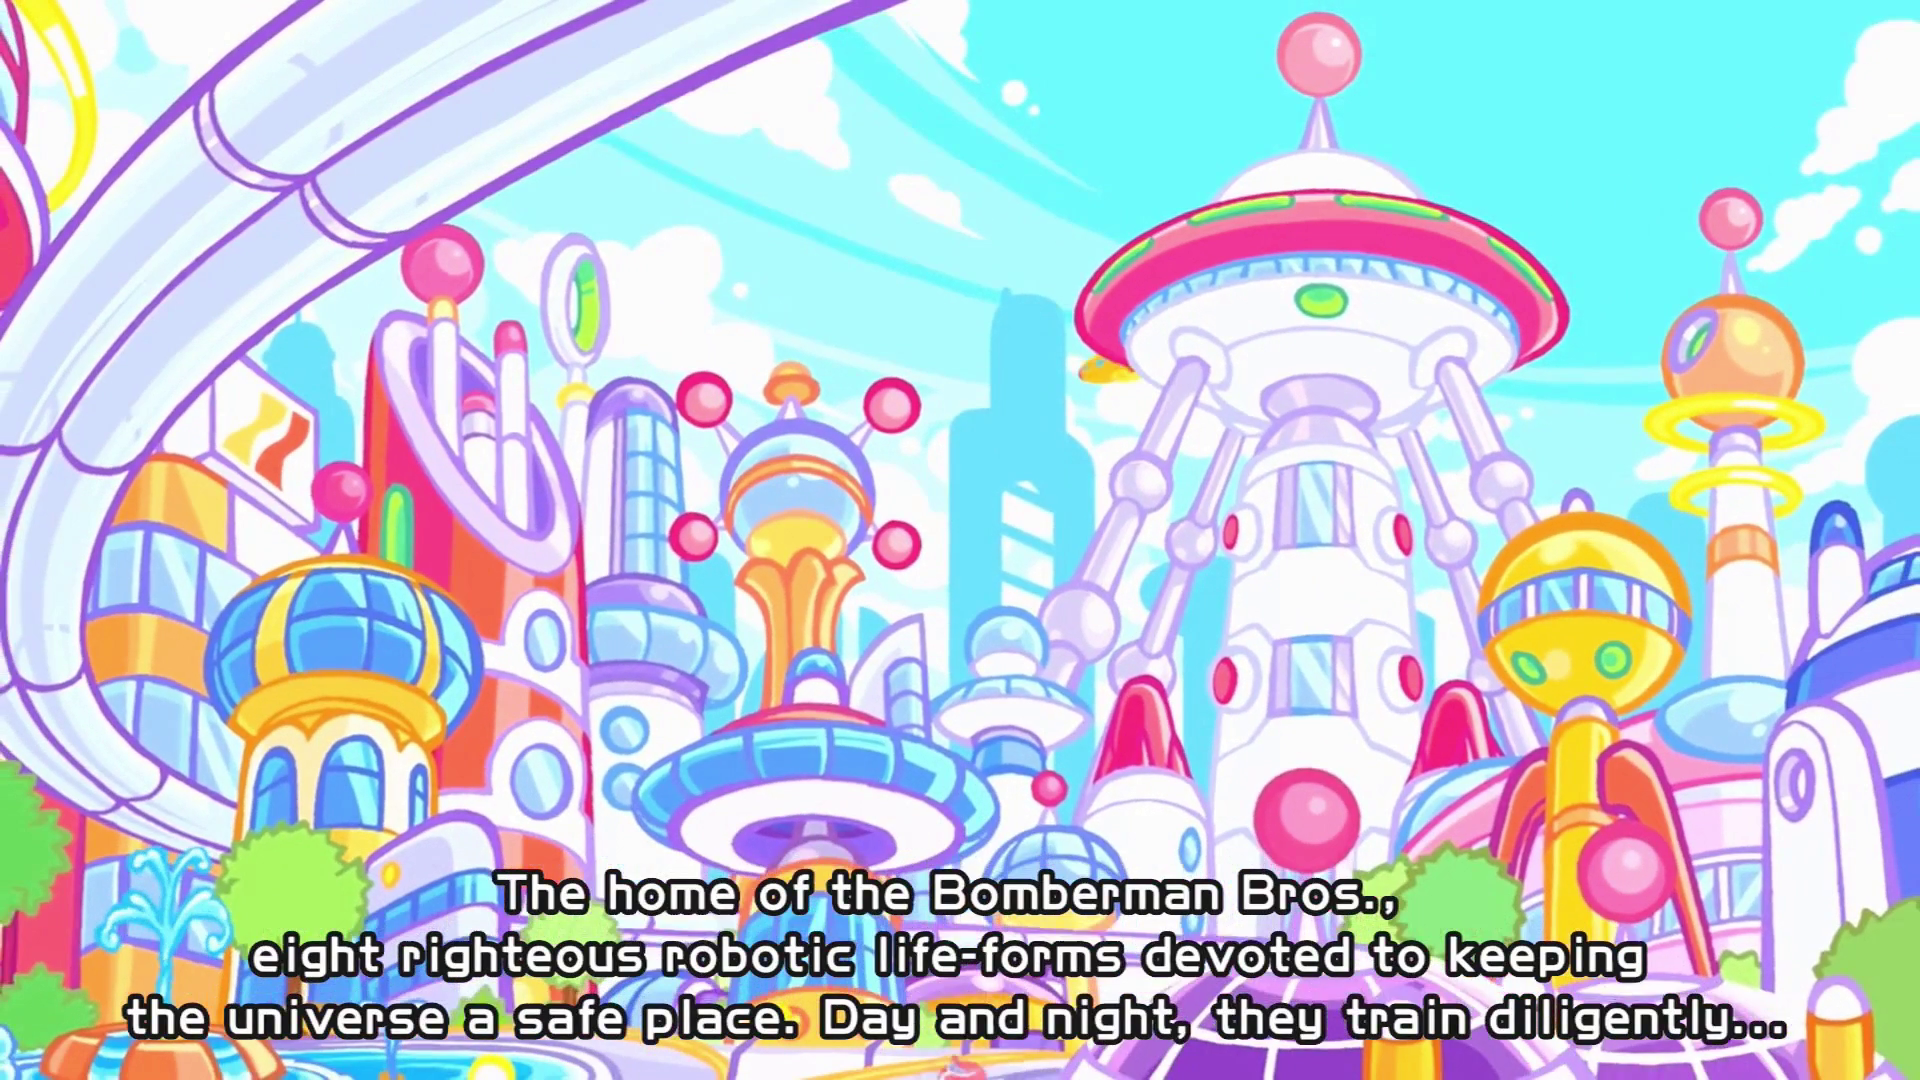 The home of the Bomberman Bros.,
eight righteous robotic life-forms devoted to keeping
the universe a safe place. Day and night, they train diligently...